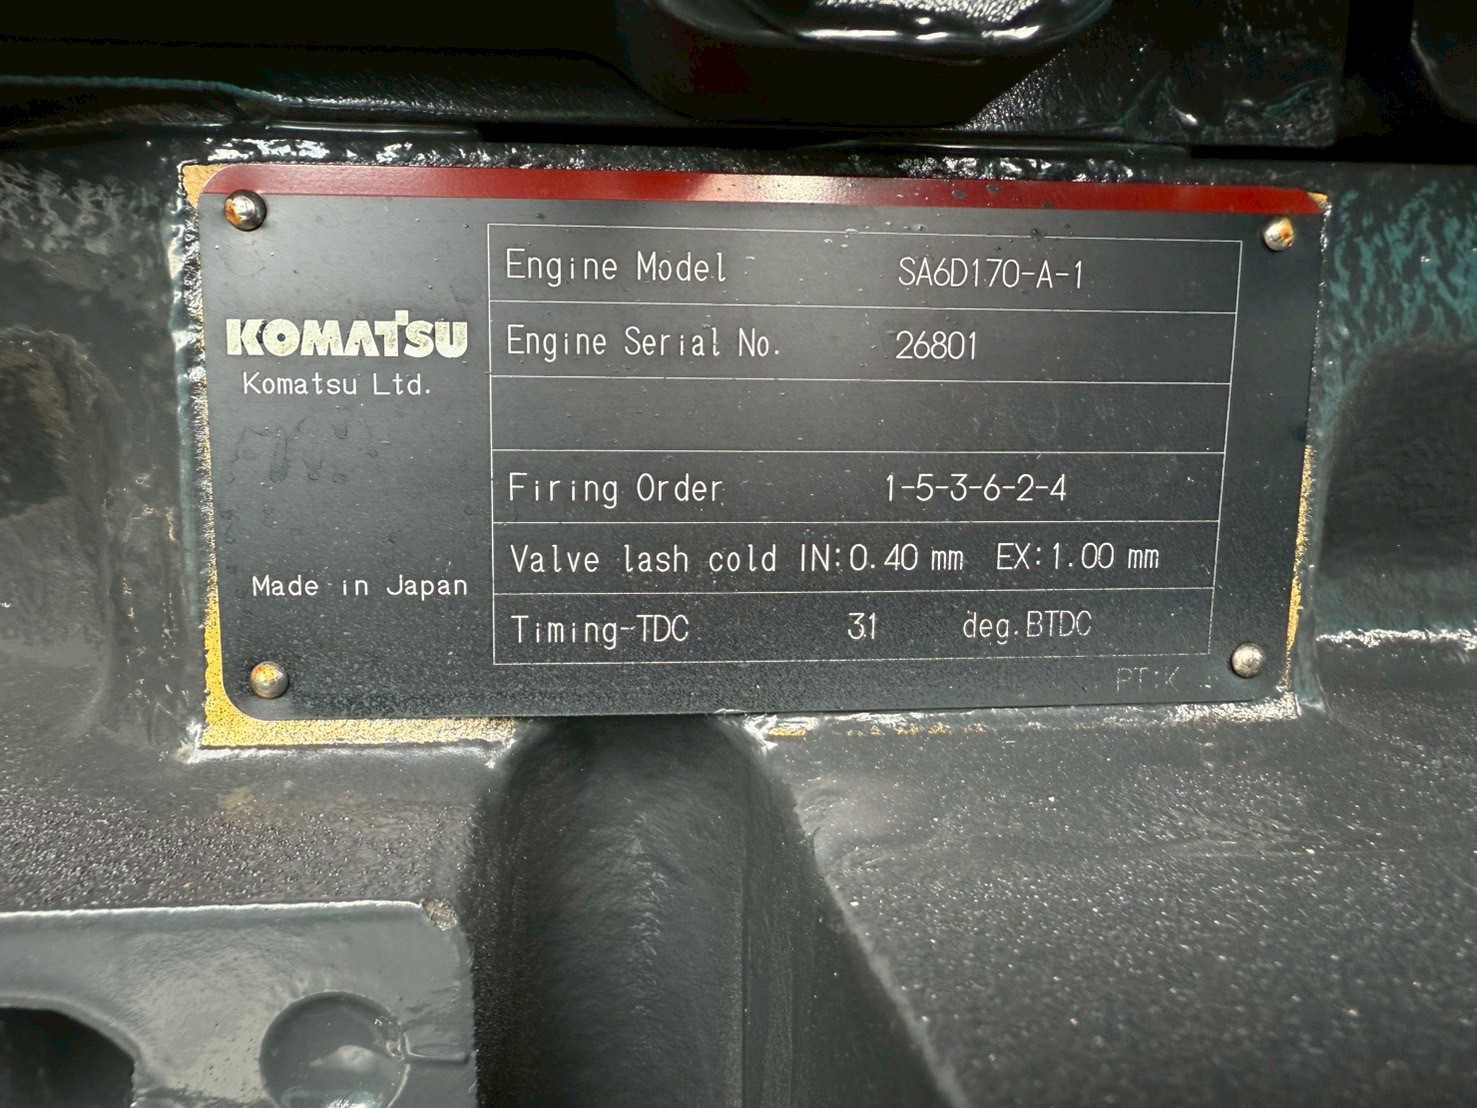 KOMATSU
Komatsu Ltd.
Made in Japan
Engine Model SA6D170-A-1
Engine Serial No. 26801
Firing Order 1-5-3-6-2-4
Valve lash cold IN:0.40 mm EX:1.00 mm
Timing-TDC 31 deg.BTDC